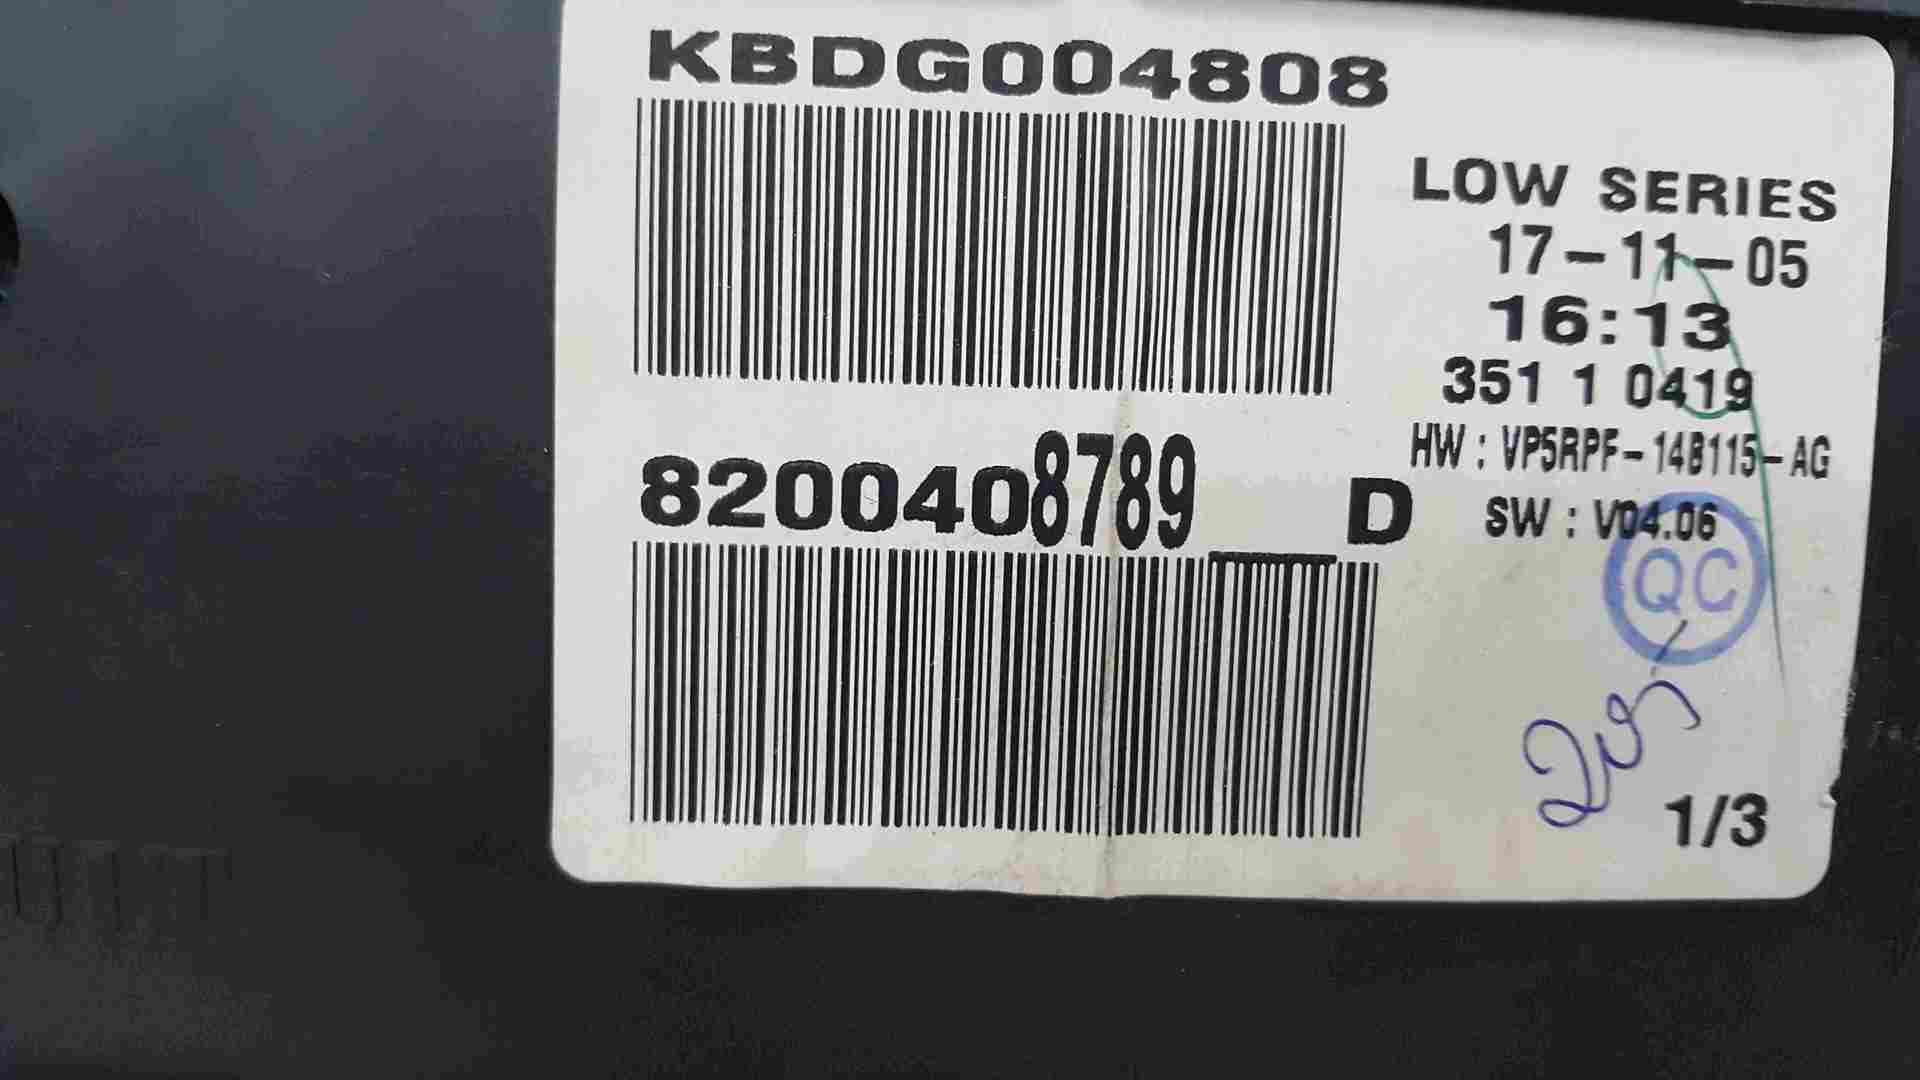 KBDG004808
LOW SERIES
17-11-05
16:13
351 1 0419
HW : VP5RPF-14B115-AG
8200408789__D
SW : V04.06
QC
1/3